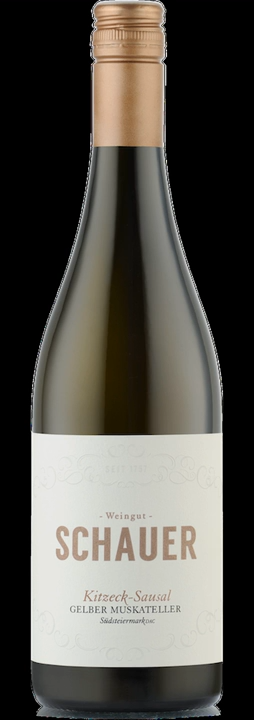 - Weingut -
SCHAUER
Kitzeck-Sausal
GELBER MUSKATELLER
Südsteiermark DAC